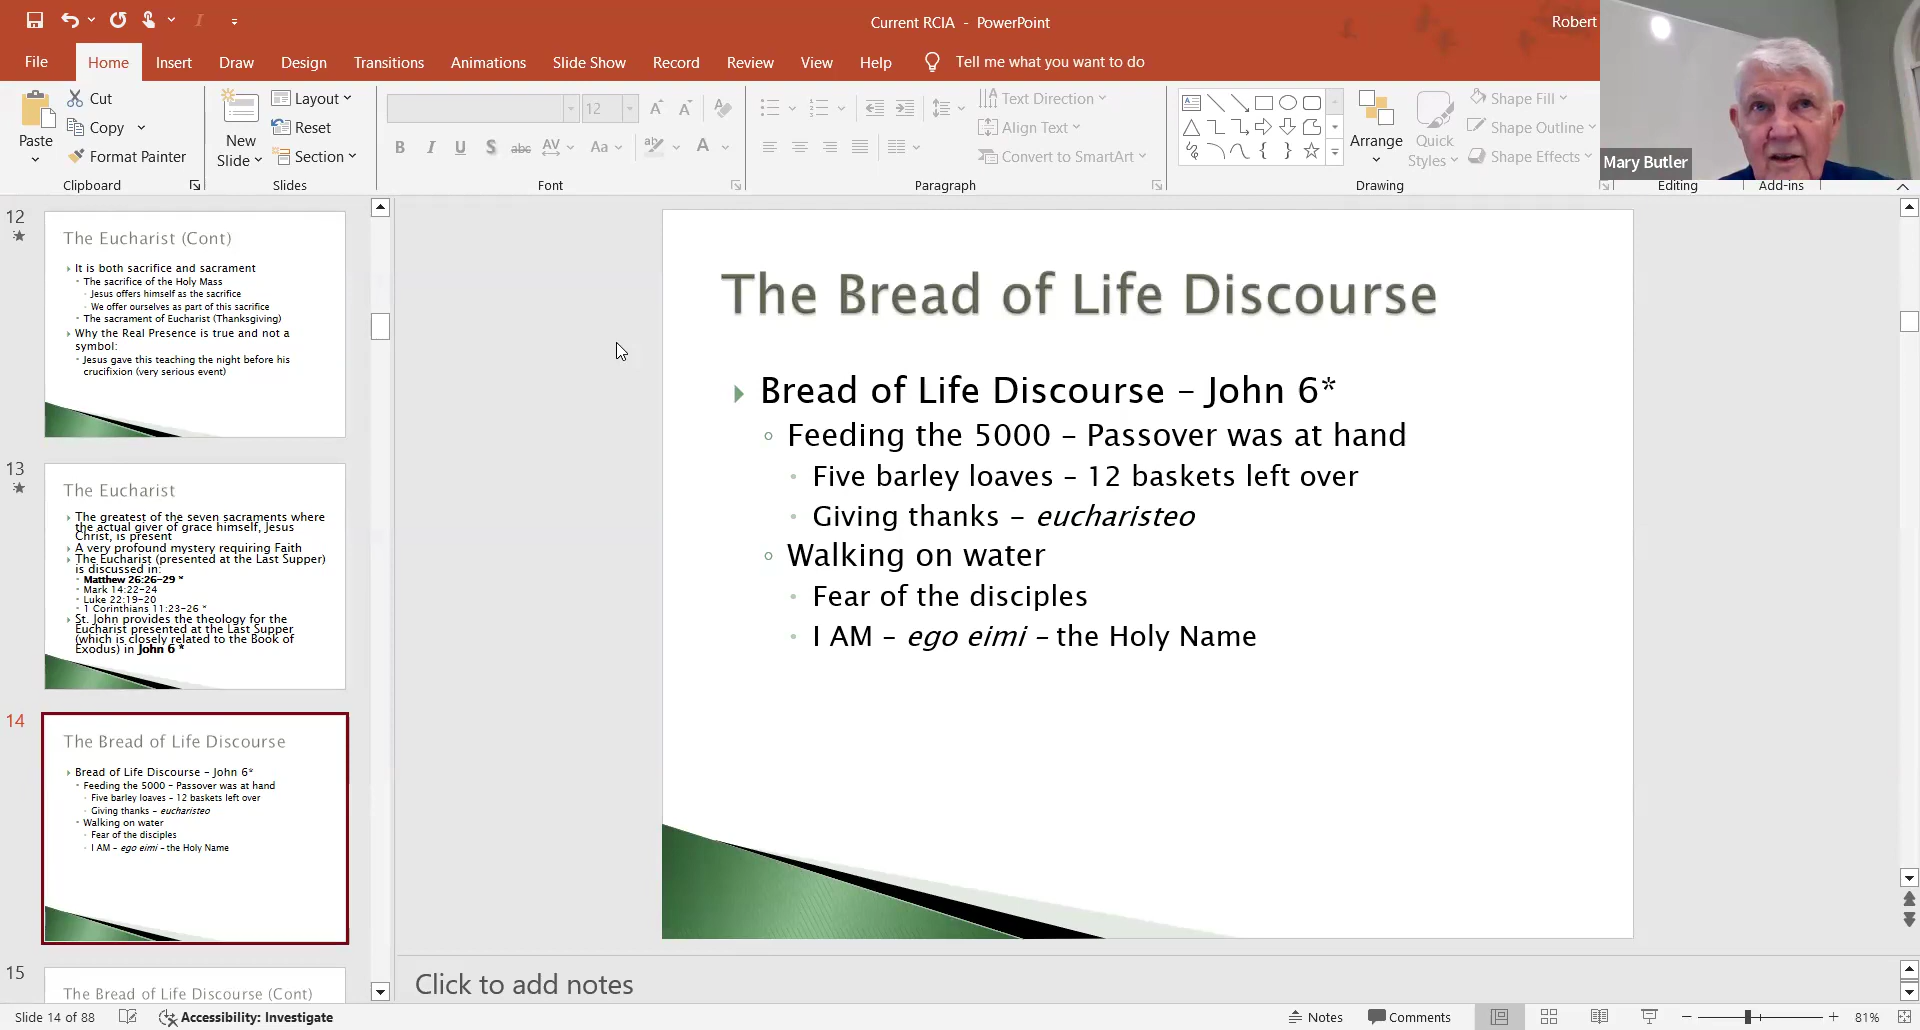 Current RCIA - PowerPoint
Robert
File Home Insert Draw Design Transitions Animations Slide Show Record Review View Help Tell me what you want to do
Paste
Cut
Copy
Format Painter
Clipboard
New
Slide
Layout
Reset
Section
Slides
12
B I U S abc AV Aa A
Font
Text Direction
Align Text
Convert to SmartArt
Paragraph
Arrange
Quick
Styles
Shape Fill
Shape Outline
Shape Effects
Drawing
Editing
Add-ins
Mary Butler
12
The Eucharist (Cont)
It is both sacrifice and sacrament
The sacrifice of the Holy Mass
Jesus offers himself as the sacrifice
We offer ourselves as part of this sacrifice
The sacrament of Eucharist (Thanksgiving)
Why the Real Presence is true and not a
symbol:
Jesus gave this teaching the night before his
crucifixion (very serious event)
13
The Eucharist
The greatest of the seven sacraments where
the actual giver of grace himself, Jesus
Christ, is present
A very profound mystery requiring Faith
The Eucharist (presented at the Last Supper)
is discussed in:
Matthew 26:26-29 *
Mark 14:22-24
Luke 22:19-20
1 Corinthians 11:23-26 *
St. John provides the theology for the
Eucharist presented at the Last Supper
(which is closely related to the Book of
Exodus) in John 6 *
14
The Bread of Life Discourse
Bread of Life Discourse – John 6*
Feeding the 5000 – Passover was at hand
Five barley loaves – 12 baskets left over
Giving thanks – eucharisteo
Walking on water
Fear of the disciples
I AM – ego eimi – the Holy Name
15
The Bread of Life Discourse (Cont)
The Bread of Life Discourse
Bread of Life Discourse – John 6*
Feeding the 5000 – Passover was at hand
Five barley loaves – 12 baskets left over
Giving thanks – eucharisteo
Walking on water
Fear of the disciples
I AM – ego eimi – the Holy Name
Click to add notes
Slide 14 of 88
Accessibility: Investigate
Notes
Comments
81%